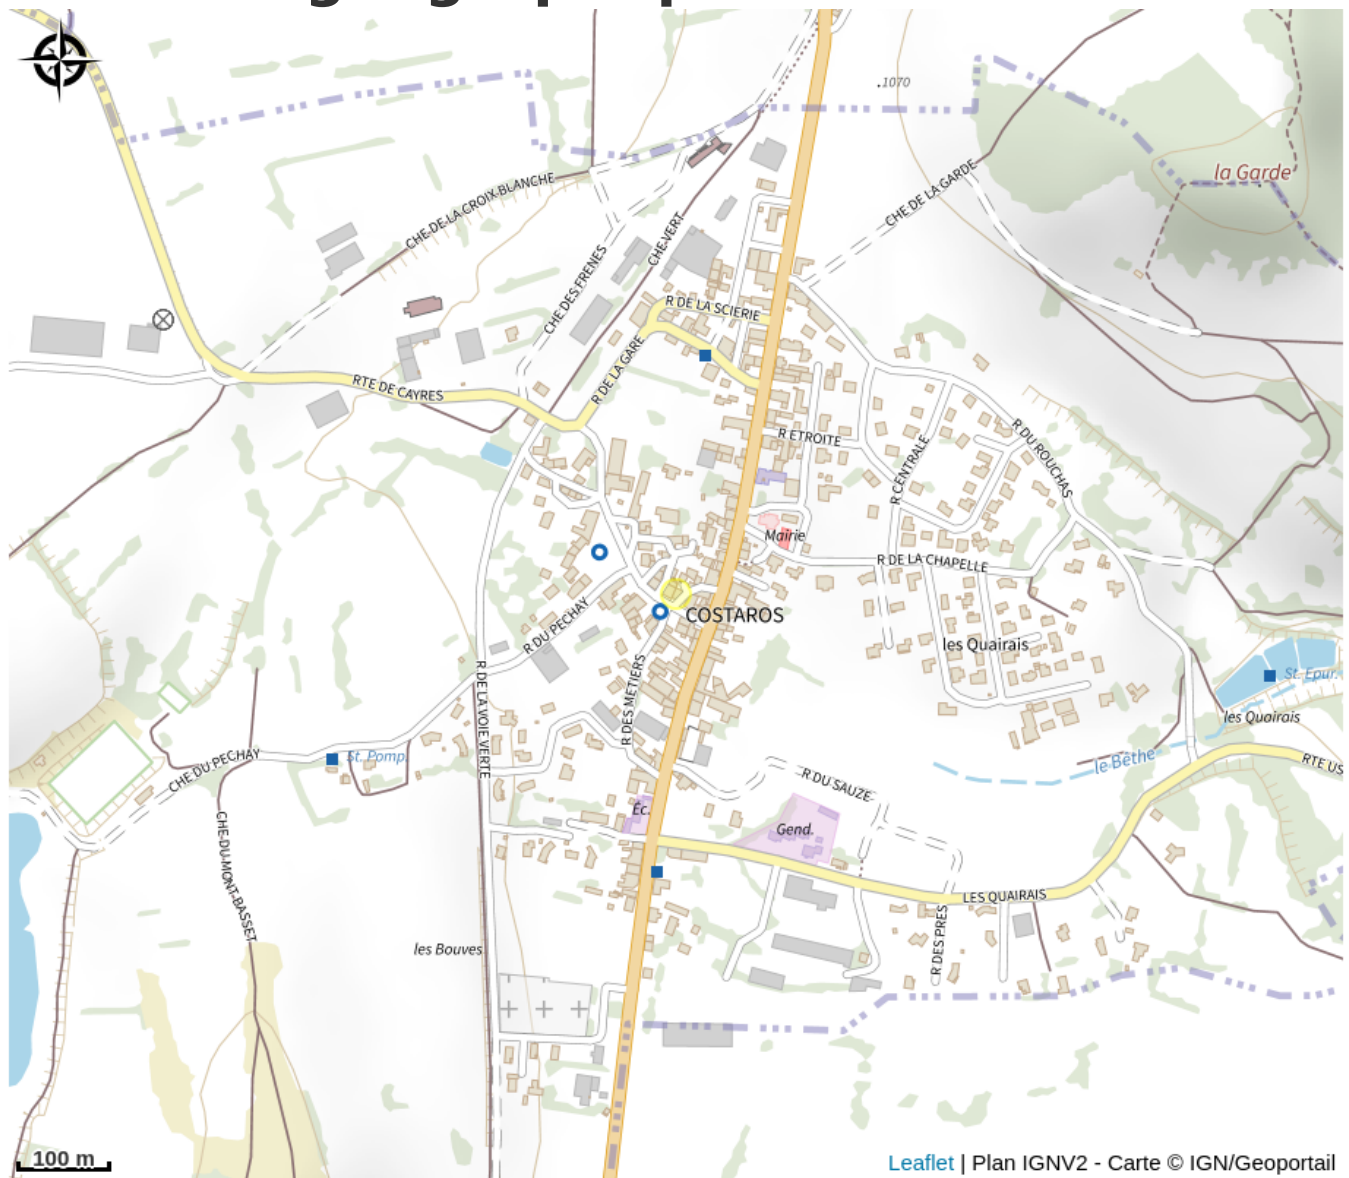 .1070
la Garde
CHE DE LA GARDE
CHE DE LA CROIX BLANCHE
CHE VERT
CHE DES FRENES
R DE LA SCIERIE
R DE LA GARE
RTE DE CAYRES
R ETROITE
R CENTRALE
R DU ROUCHAS
Mairie
R DE LA CHAPELLE
COSTAROS
R DU PECHAY
les Quairais
R DES METIERS
R DE LA VOIE VERTE
St. Epur.
les Quairais
le Bèthe
RTE US
St. Pomp.
CHE DU PECHAY
R DU SAUZE
Éc.
Gend.
CHE DU MONT BASSET
LES QUAIRAIS
R DES PRES
les Bouves
100 m
Leaflet | Plan IGNV2 - Carte © IGN/Geoportail